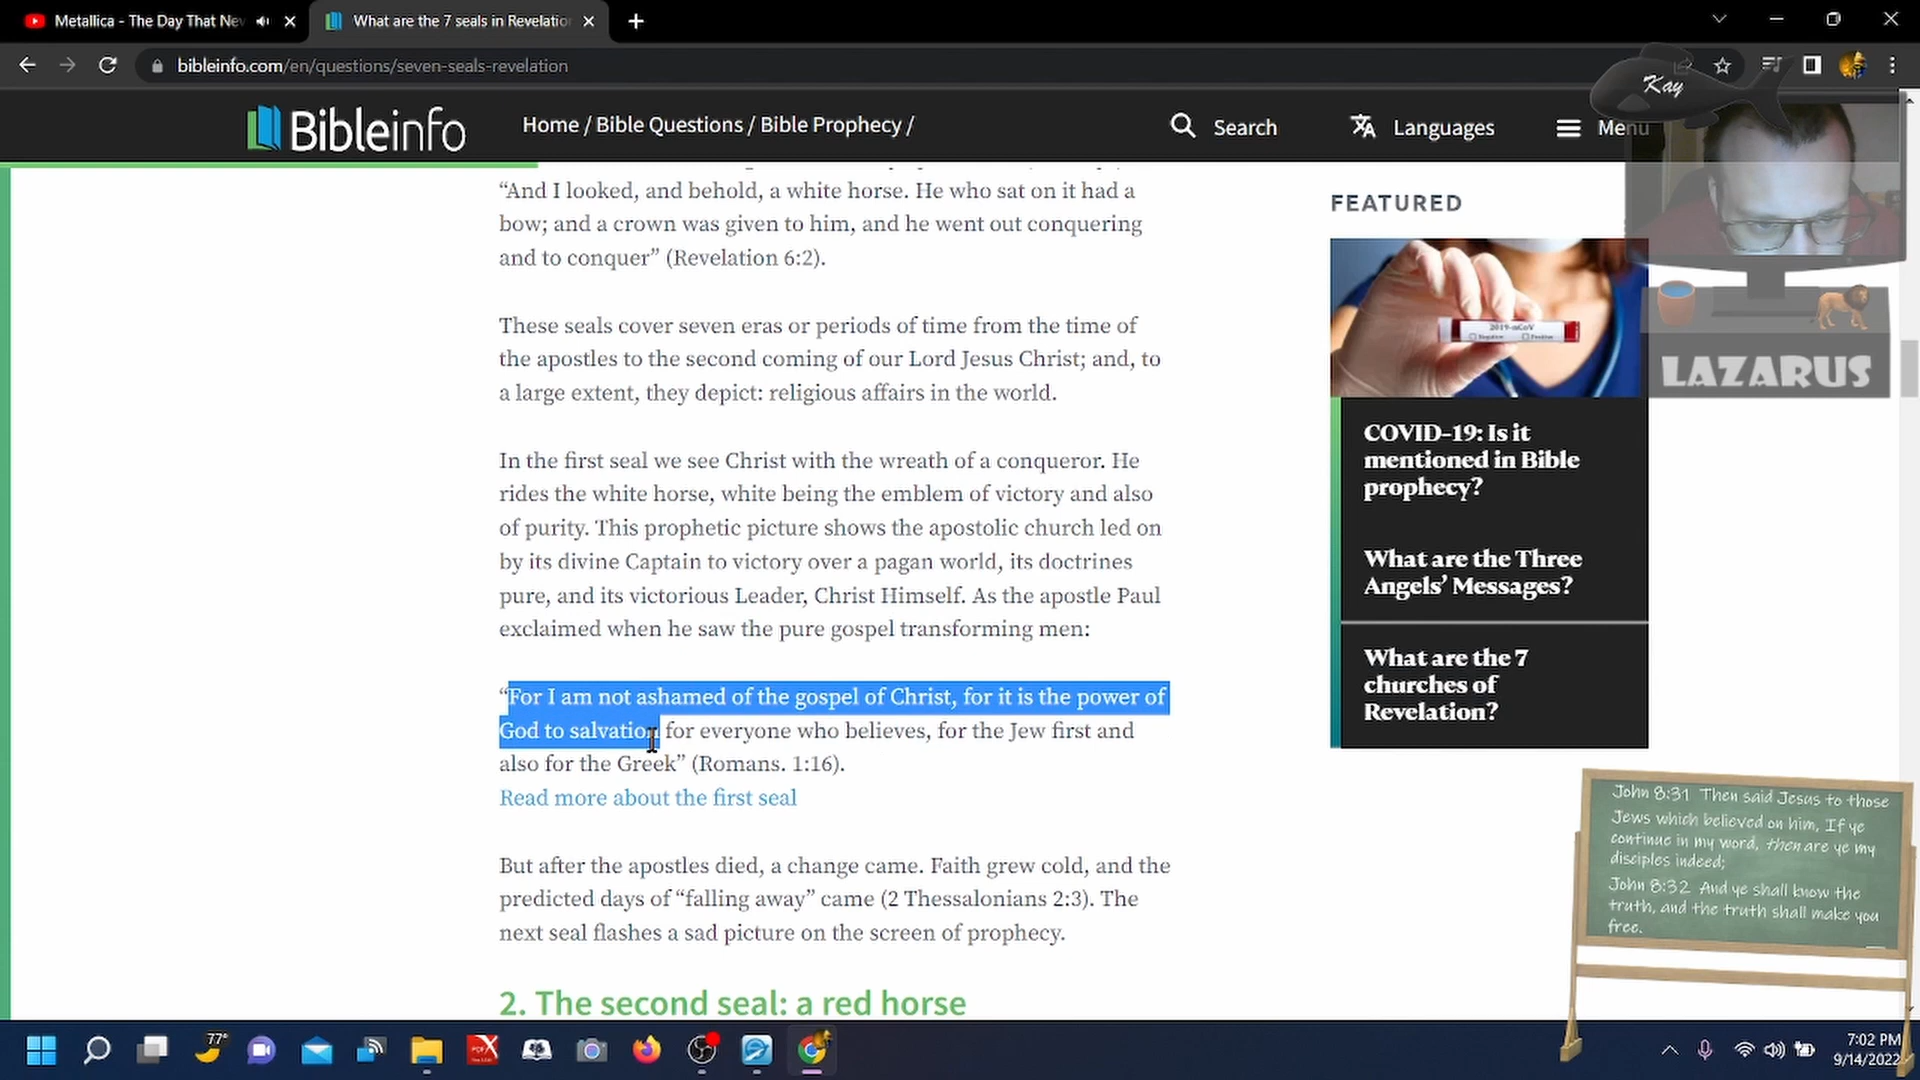 Metallica - The Day That Nev
What are the 7 seals in Revelation
bibleinfo.com/en/questions/seven-seals-revelation
Kay
Bibleinfo
Home / Bible Questions / Bible Prophecy /
Search
Languages
Menu
“And I looked, and behold, a white horse. He who sat on it had a
bow; and a crown was given to him, and he went out conquering
and to conquer” (Revelation 6:2).
These seals cover seven eras or periods of time from the time of
the apostles to the second coming of our Lord Jesus Christ; and, to
a large extent, they depict: religious affairs in the world.
In the first seal we see Christ with the wreath of a conqueror. He
rides the white horse, white being the emblem of victory and also
of purity. This prophetic picture shows the apostolic church led on
by its divine Captain to victory over a pagan world, its doctrines
pure, and its victorious Leader, Christ Himself. As the apostle Paul
exclaimed when he saw the pure gospel transforming men:
“For I am not ashamed of the gospel of Christ, for it is the power of
God to salvation for everyone who believes, for the Jew first and
also for the Greek” (Romans. 1:16).
Read more about the first seal
But after the apostles died, a change came. Faith grew cold, and the
predicted days of “falling away” came (2 Thessalonians 2:3). The
next seal flashes a sad picture on the screen of prophecy.
2. The second seal: a red horse
FEATURED
2019-nCoV
Negative Positive
COVID-19: Is it
mentioned in Bible
prophecy?
What are the Three
Angels’ Messages?
What are the 7
churches of
Revelation?
LAZARUS
John 8:31 Then said Jesus to those
Jews which believed on him, If ye
continue in my word, then are ye my
disciples indeed;
John 8:32 And ye shall know the
truth, and the truth shall make you
free.
77°
7:02 PM
9/14/2022